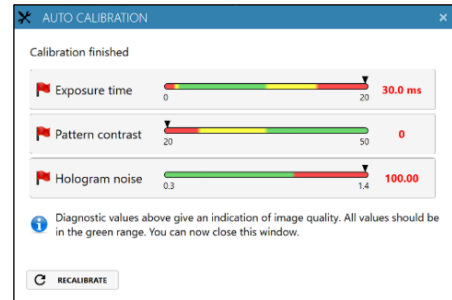 AUTO CALIBRATION
Calibration finished
Exposure time 0 20 30.0 ms
Pattern contrast 20 50 0
Hologram noise 0.3 1.4 100.00
Diagnostic values above give an indication of image quality. All values should be
in the green range. You can now close this window.
RECALIBRATE